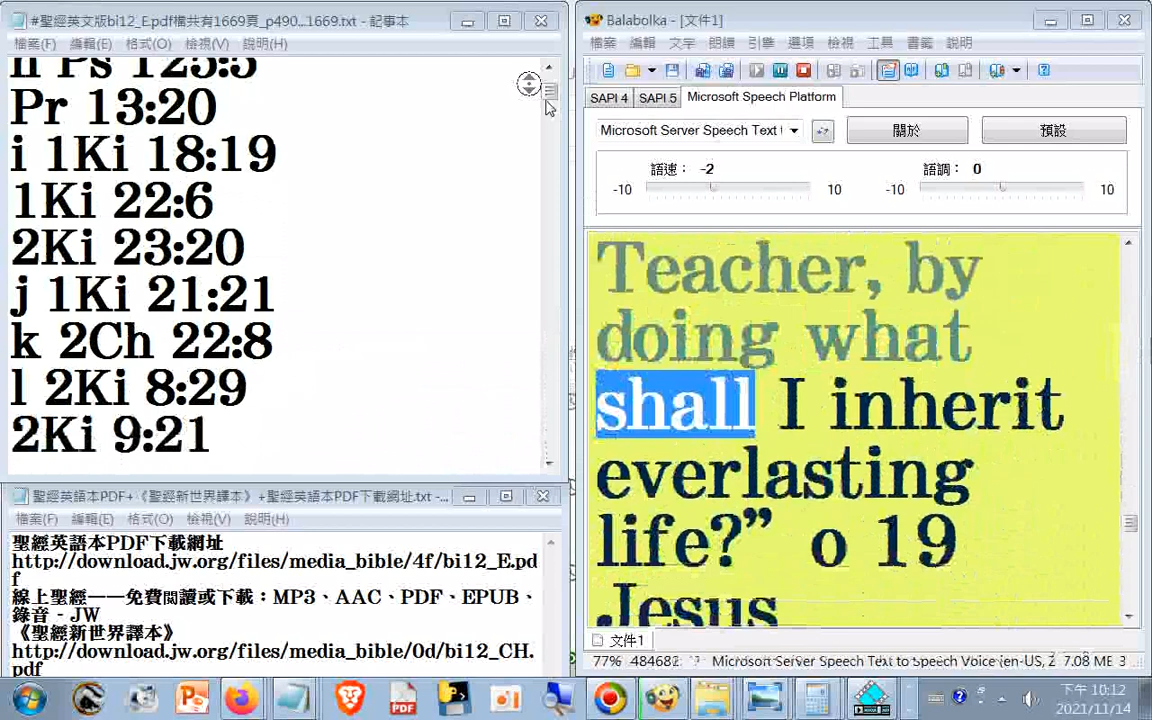 #聖經英文版bi12_E.pdf檔共有1669頁_p490...1669.txt - 記事本
檔案(F) 編輯(E) 格式(O) 檢視(V) 說明(H)
n Ps 125:5
Pr 13:20
i 1Ki 18:19
1Ki 22:6
2Ki 23:20
j 1Ki 21:21
k 2Ch 22:8
l 2Ki 8:29
2Ki 9:21
聖經英語本PDF+《聖經新世界譯本》+聖經英語本PDF下載網址.txt -...
檔案(F) 編輯(E) 格式(O) 檢視(V) 說明(H)
聖經英語本PDF下載網址
http://download.jw.org/files/media_bible/4f/bi12_E.pd
f
線上聖經——免費閱讀或下載：MP3、AAC、PDF、EPUB、
錄音 - JW
《聖經新世界譯本》
http://download.jw.org/files/media_bible/0d/bi12_CH.
pdf
Balabolka - [文件1]
檔案 編輯 文字 朗讀 引擎 選項 檢視 工具 書籤 說明
SAPI 4 SAPI 5 Microsoft Speech Platform
Microsoft Server Speech Text 關於 預設
語速： -2 語調： 0
-10 10 -10 10
Teacher, by
doing what
shall I inherit
everlasting
life?” o 19
Jesus
文件1
77% 484682 Microsoft Server Speech Text to Speech Voice (en-US, Z 7.08 ME 3
下午 10:12
2021/11/14